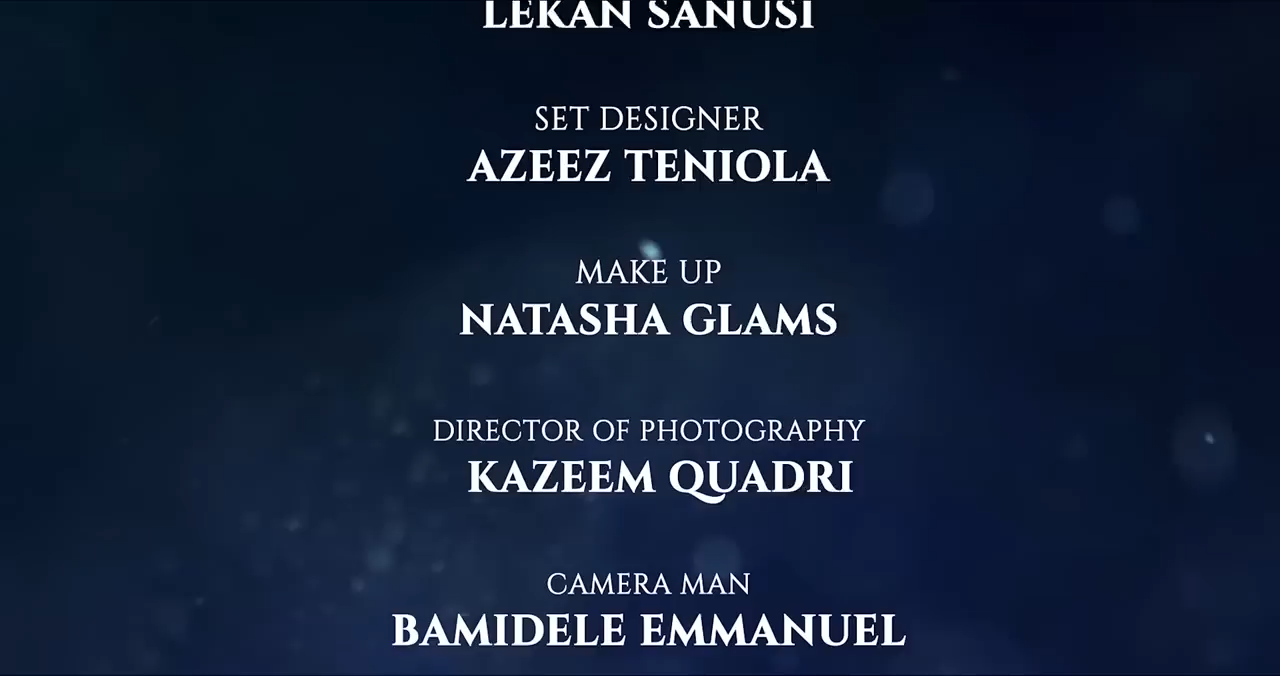 LEKAN SANUSI
SET DESIGNER
AZEEZ TENIOLA
MAKE UP
NATASHA GLAMS
DIRECTOR OF PHOTOGRAPHY
KAZEEM QUADRI
CAMERA MAN
BAMIDELE EMMANUEL